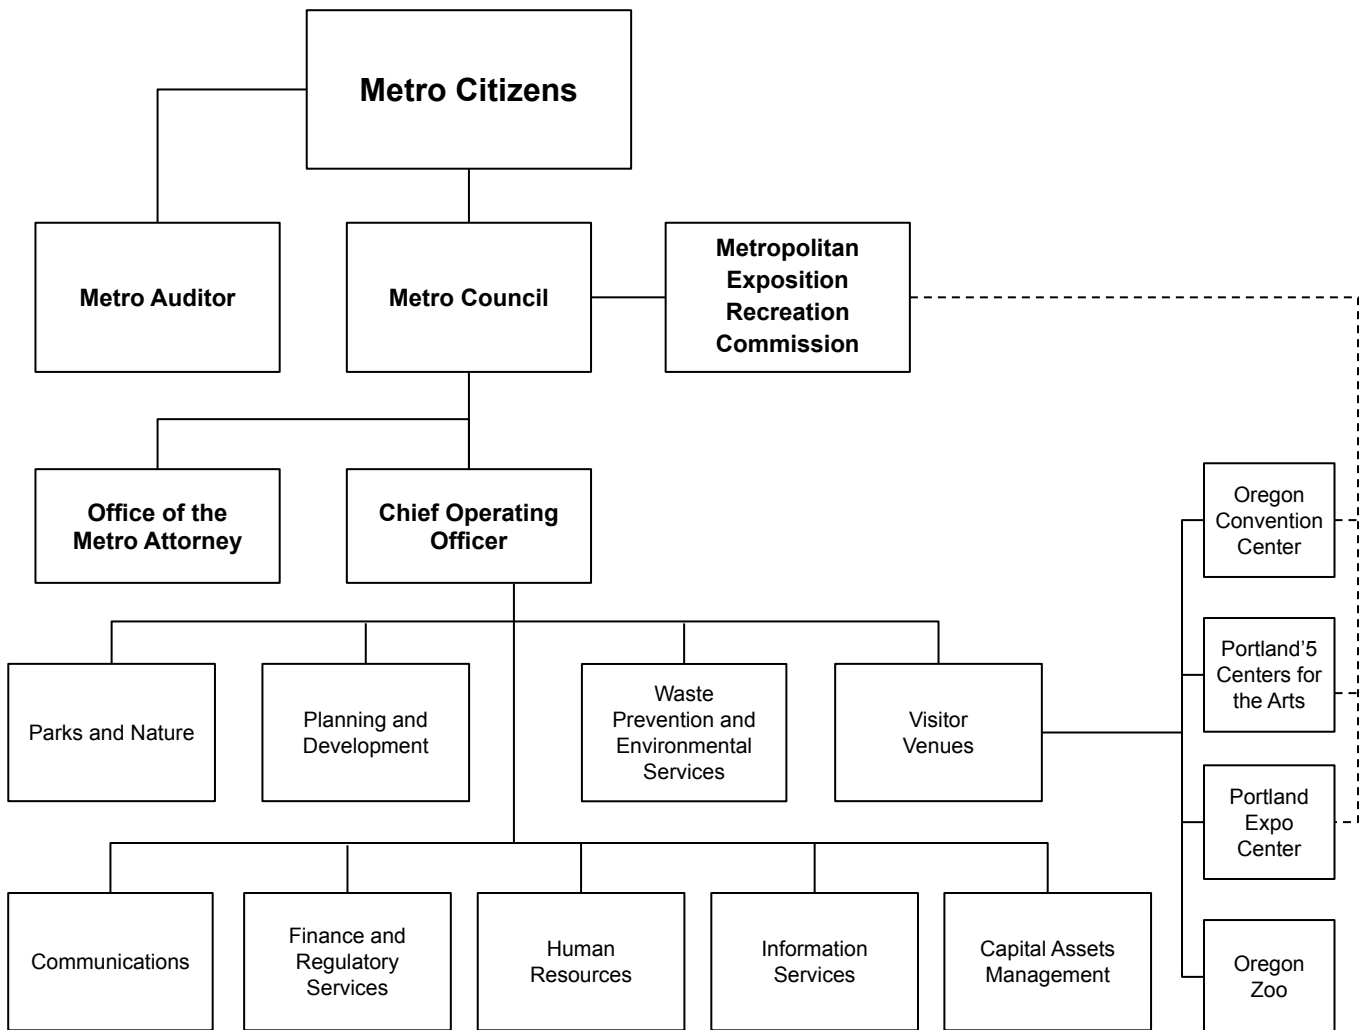 Metro Citizens
Metro Auditor
Metro Council
Metropolitan
Exposition
Recreation
Commission
Office of the
Metro Attorney
Chief Operating
Officer
Oregon
Convention
Center
Portland’5
Centers for
the Arts
Portland
Expo
Center
Oregon
Zoo
Parks and Nature
Planning and
Development
Waste
Prevention and
Environmental
Services
Visitor
Venues
Communications
Finance and
Regulatory
Services
Human
Resources
Information
Services
Capital Assets
Management